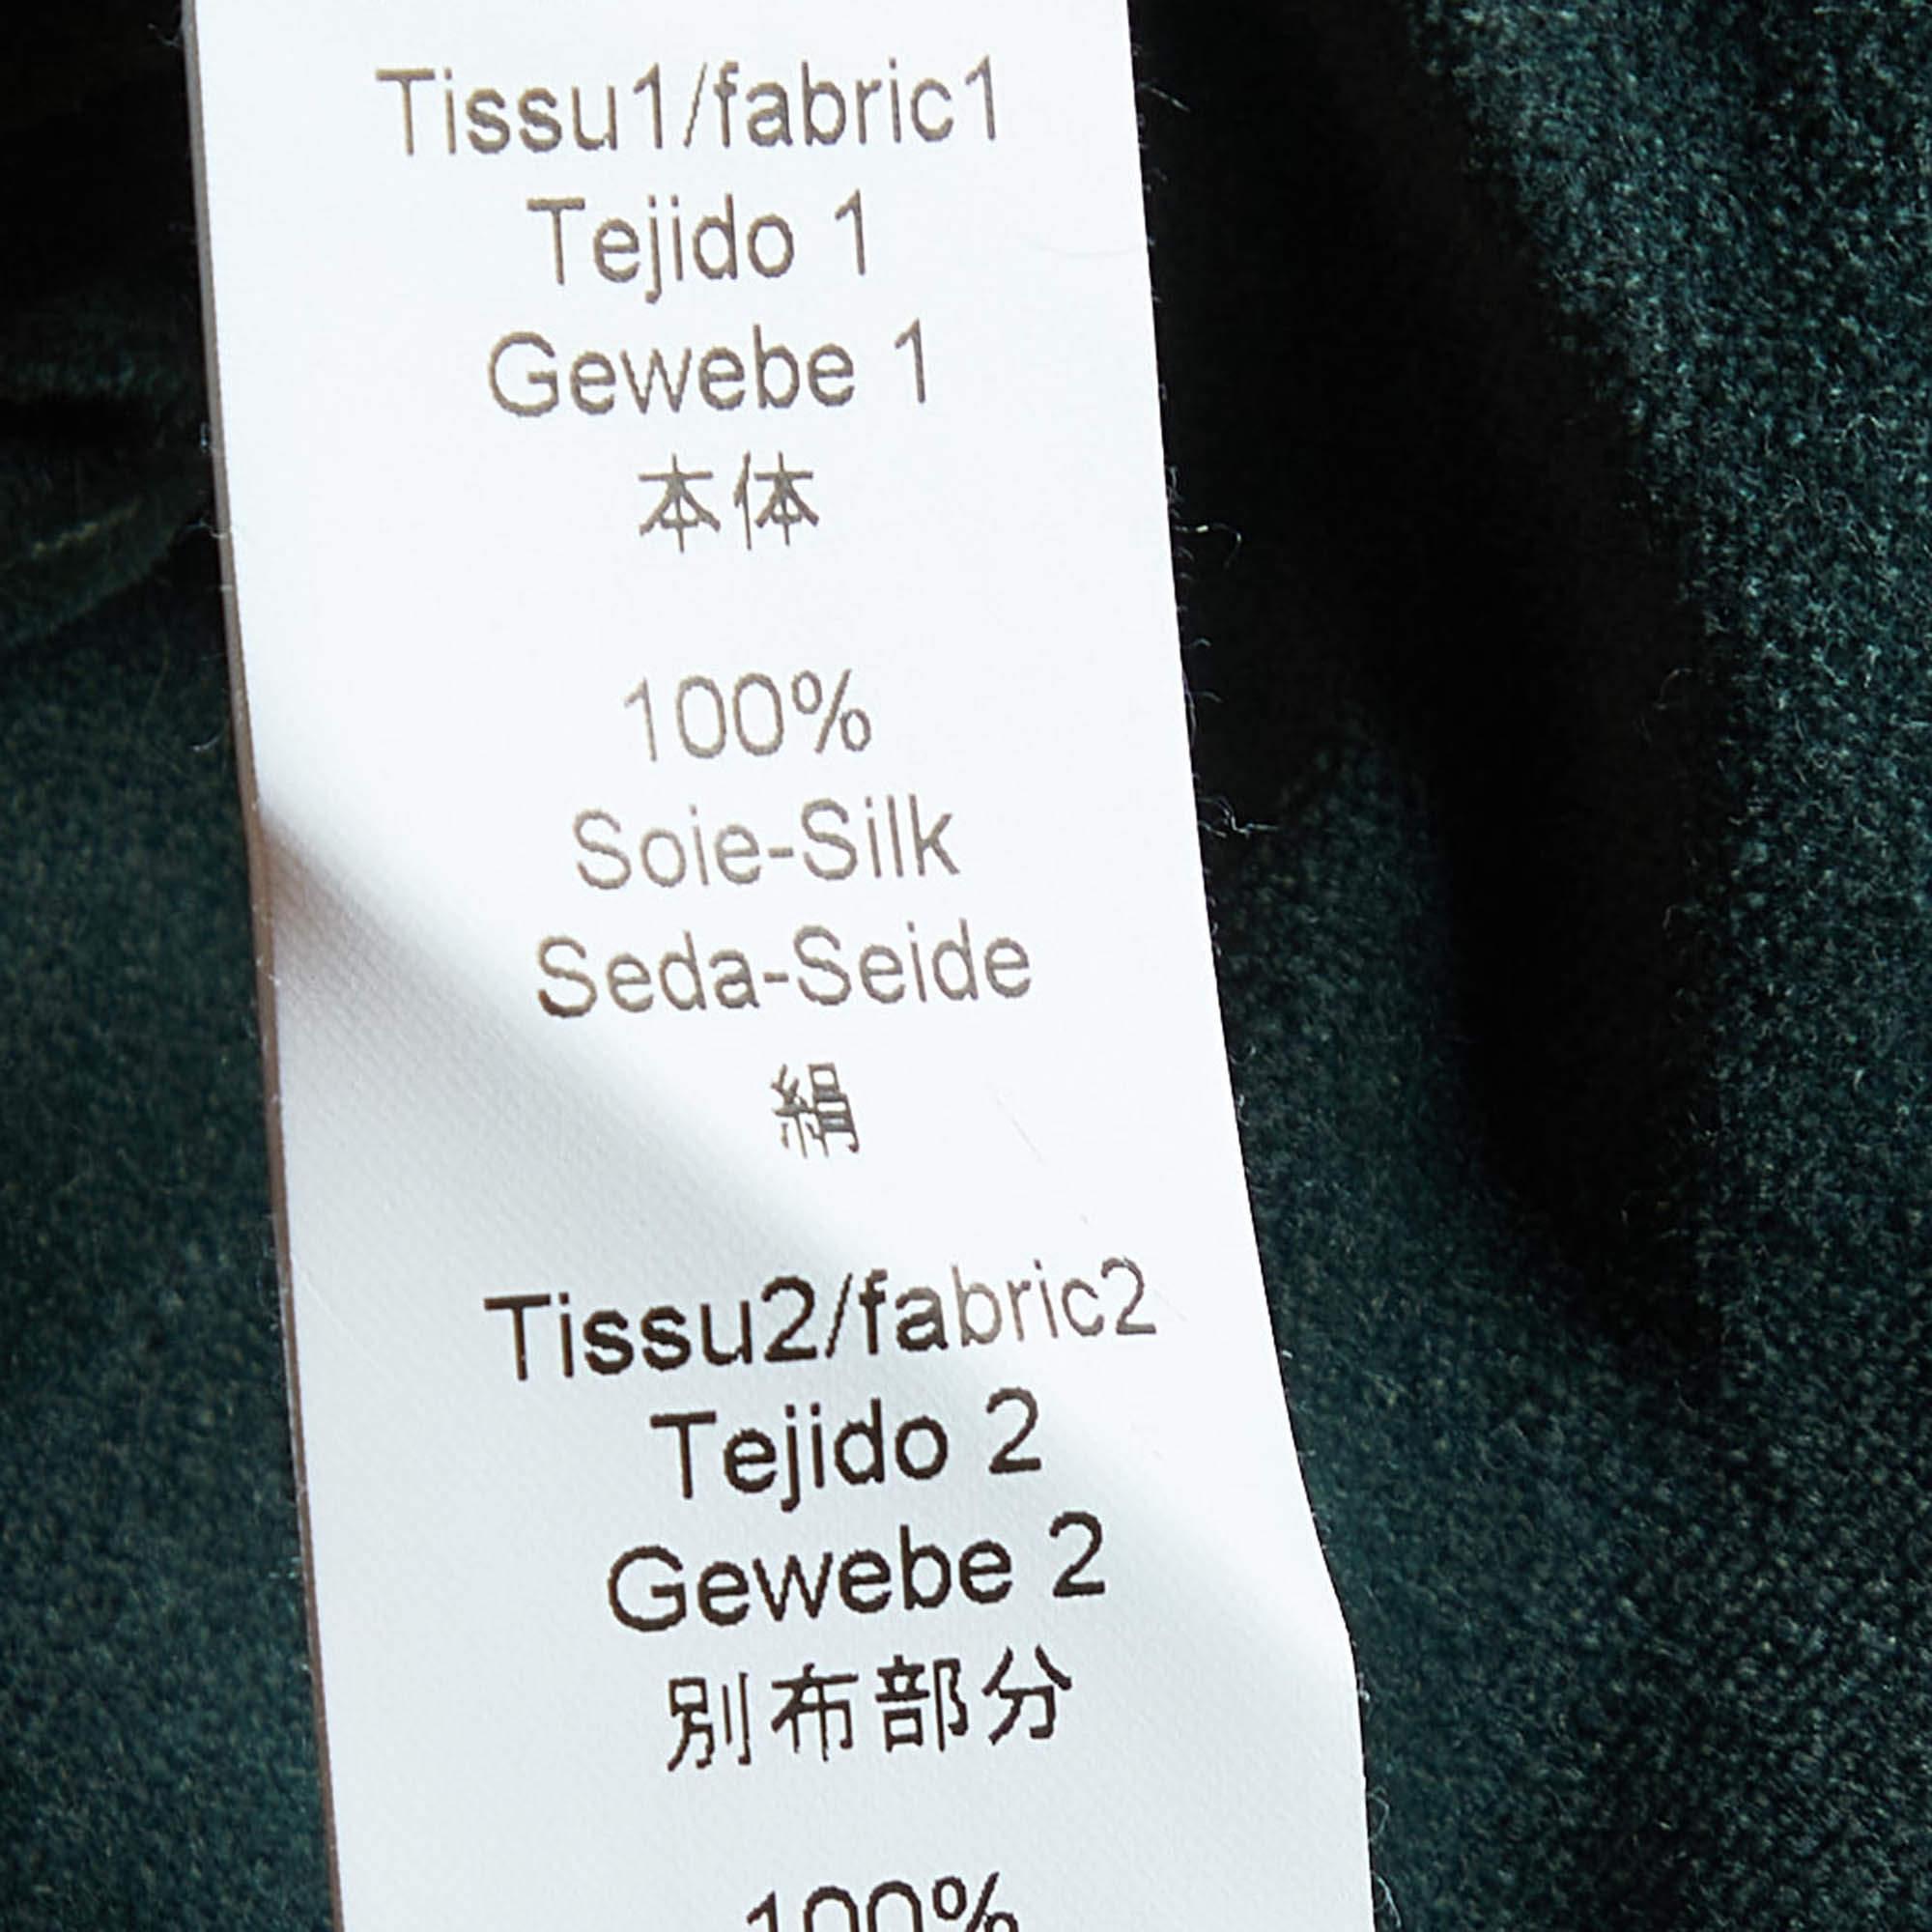 Tissu1/fabric1
Tejido 1
Gewebe 1
本体
100%
Soie-Silk
Seda-Seide
絹
Tissu2/fabric2
Tejido 2
Gewebe 2
別布部分
100%